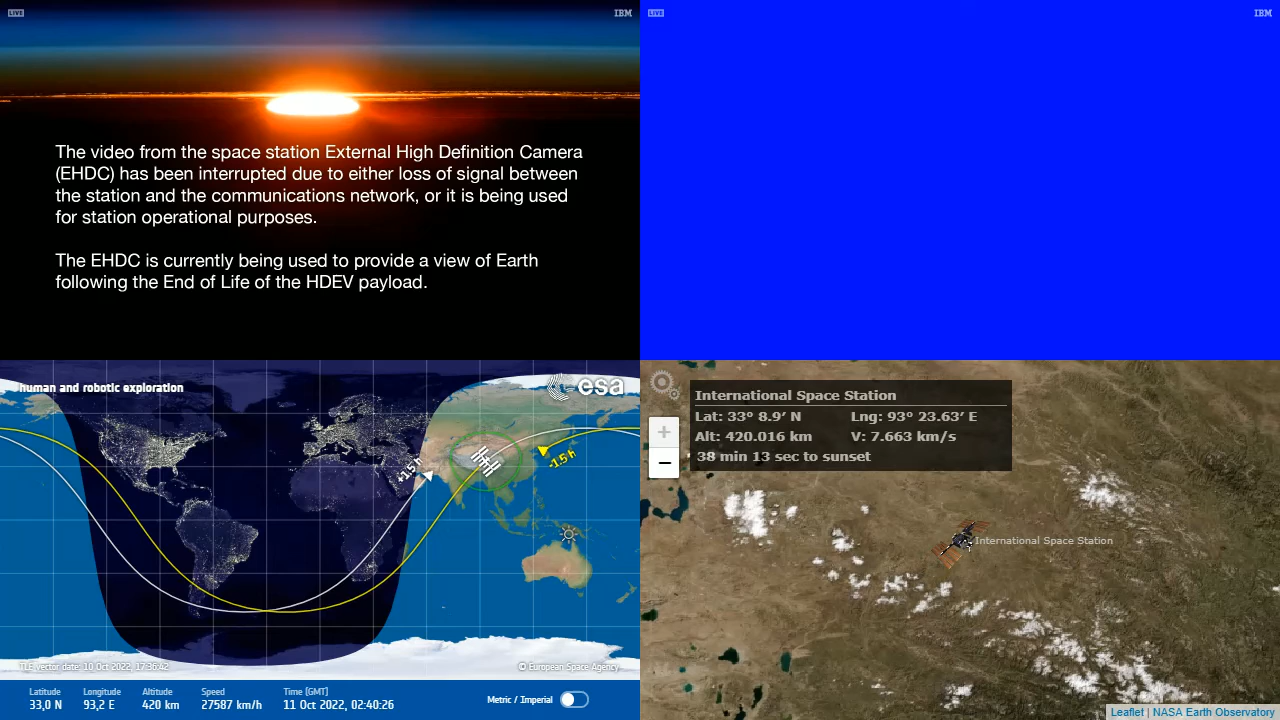 LIVE
IBM
The video from the space station External High Definition Camera
(EHDC) has been interrupted due to either loss of signal between
the station and the communications network, or it is being used
for station operational purposes.
The EHDC is currently being used to provide a view of Earth
following the End of Life of the HDEV payload.
LIVE
IBM
human and robotic exploration
esa
+1.5 h
-1.5 h
TLE vector date: 10 Oct 2022, 17:36:42
© European Space Agency
Latitude
33,0 N
Longitude
93,2 E
Altitude
420 km
Speed
27587 km/h
Time [GMT]
11 Oct 2022, 02:40:26
Metric / Imperial
+
−
International Space Station
Lat: 33° 8.9′ N Lng: 93° 23.63′ E
Alt: 420.016 km V: 7.663 km/s
38 min 13 sec to sunset
International Space Station
Leaflet | NASA Earth Observatory